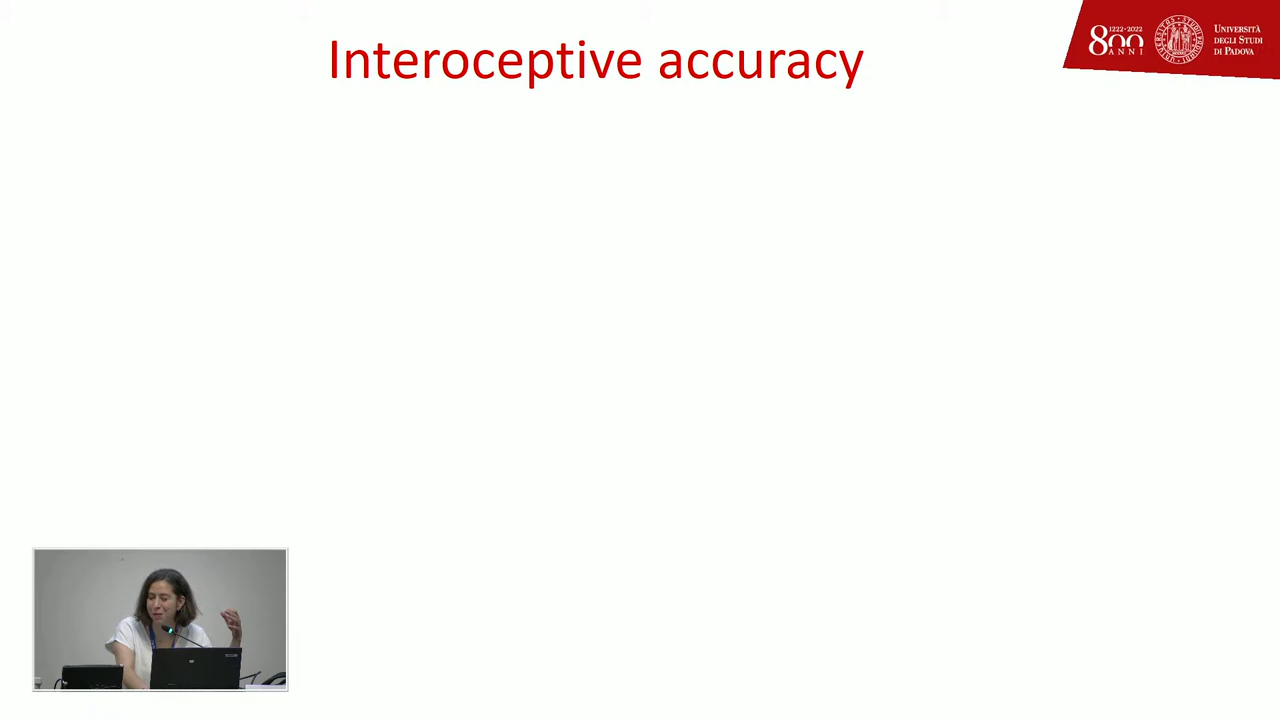 Interoceptive accuracy
1222·2022
800
ANNI
UNIVERSITÀ
DEGLI STUDI
DI PADOVA